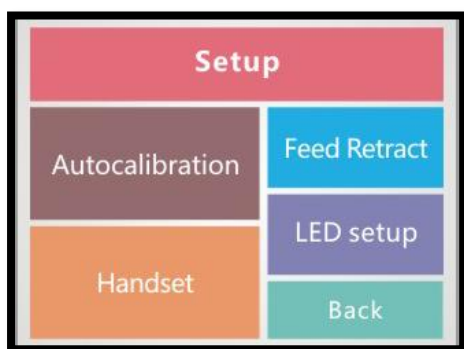 Setup
Autocalibration
Feed Retract
LED setup
Handset
Back